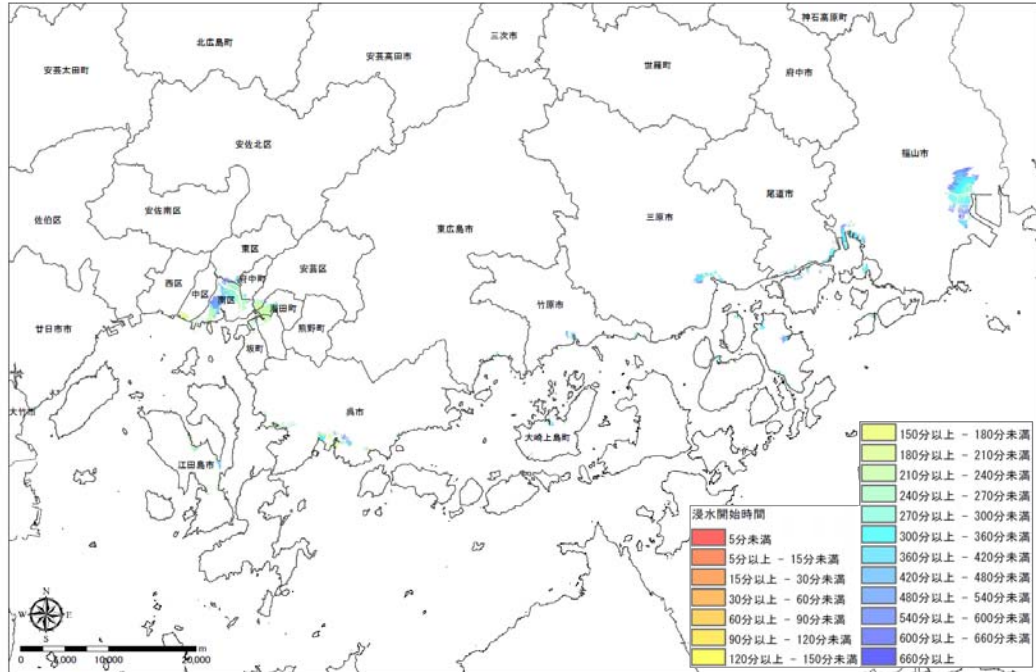 神石高原町
北広島町
三次市
安芸高田市
安芸太田町
世羅町
府中市
安佐北区
福山市
尾道市
安佐南区
佐伯区
三原市
東広島市
東区
安芸区
西区
府中町
中区
南区
海田町
竹原市
熊野町
廿日市市
坂町
大竹市
呉市
大崎上島町
江田島市
浸水開始時間
5分未満
5分以上 - 15分未満
15分以上 - 30分未満
30分以上 - 60分未満
60分以上 - 90分未満
90分以上 - 120分未満
120分以上 - 150分未満
150分以上 - 180分未満
180分以上 - 210分未満
210分以上 - 240分未満
240分以上 - 270分未満
270分以上 - 300分未満
300分以上 - 360分未満
360分以上 - 420分未満
420分以上 - 480分未満
480分以上 - 540分未満
540分以上 - 600分未満
600分以上 - 660分未満
660分以上
N
W E
S
m
0 5,000 10,000 20,000